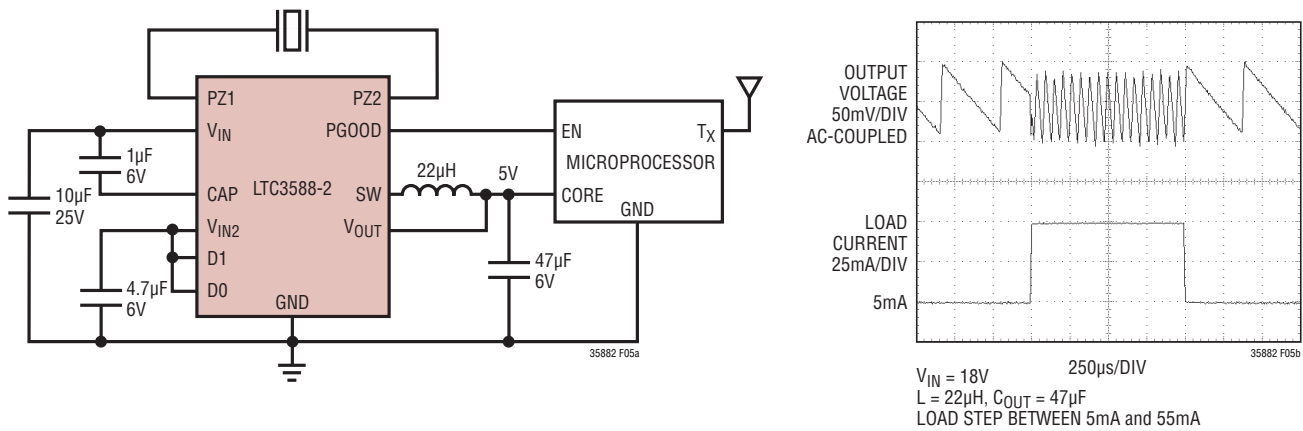 PZ1
PZ2
VIN
PGOOD
EN
TX
1µF
6V
MICROPROCESSOR
10µF
25V
CAP
LTC3588-2
SW
22µH
5V
CORE
GND
VIN2
VOUT
D1
47µF
6V
4.7µF
6V
D0
GND
35882 F05a
OUTPUT
VOLTAGE
50mV/DIV
AC-COUPLED
LOAD
CURRENT
25mA/DIV
5mA
250µs/DIV
35882 F05b
VIN = 18V
L = 22µH, COUT = 47µF
LOAD STEP BETWEEN 5mA and 55mA